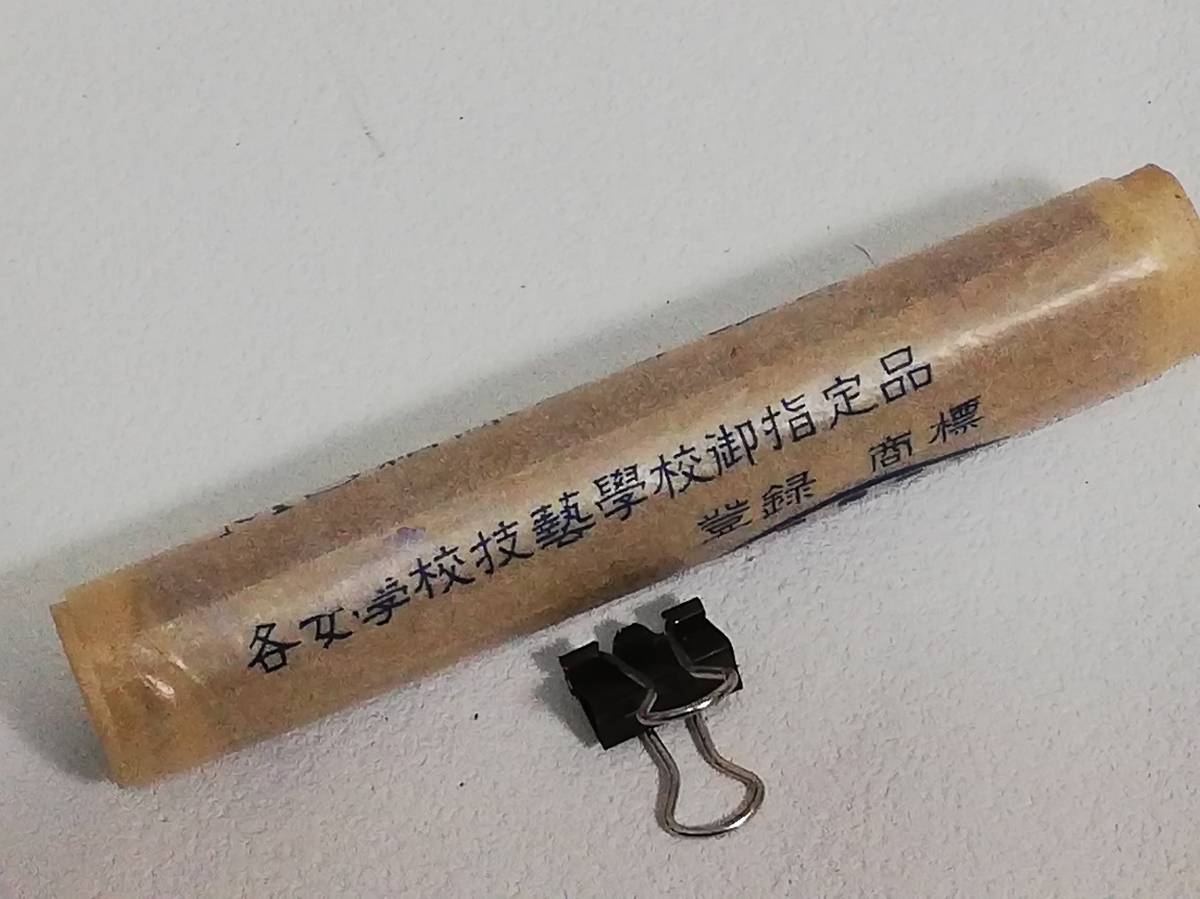 各女学校技藝學校御指定品
登録 商標